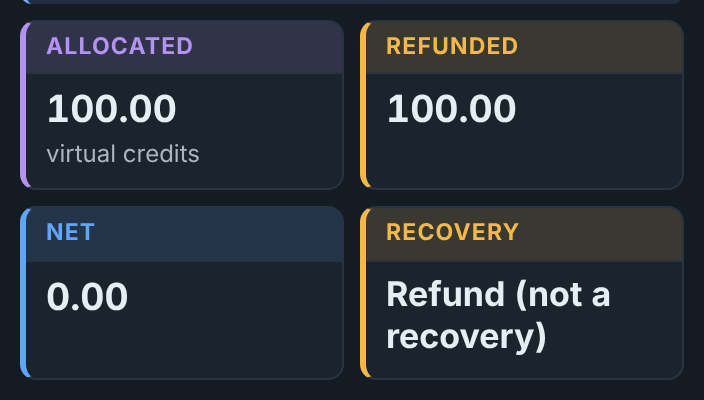 ALLOCATED
100.00
virtual credits
REFUNDED
100.00
NET
0.00
RECOVERY
Refund (not a
recovery)